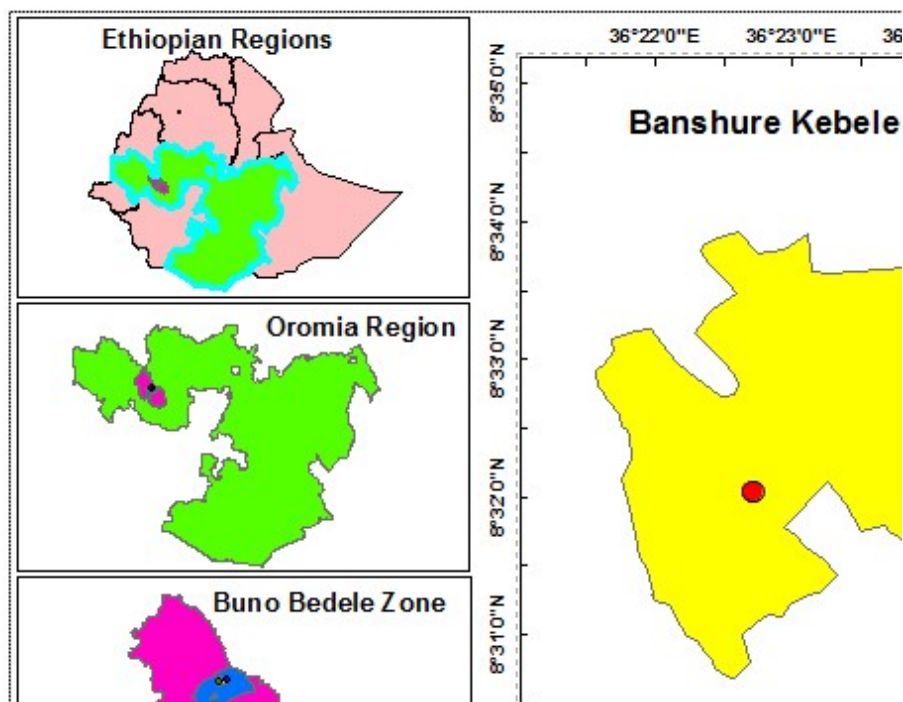 Ethiopian Regions
Oromia Region
Buno Bedele Zone
36°22'0"E 36°23'0"E 36
Banshure Kebele
8°35'0"N
8°34'0"N
8°33'0"N
8°32'0"N
8°31'0"N